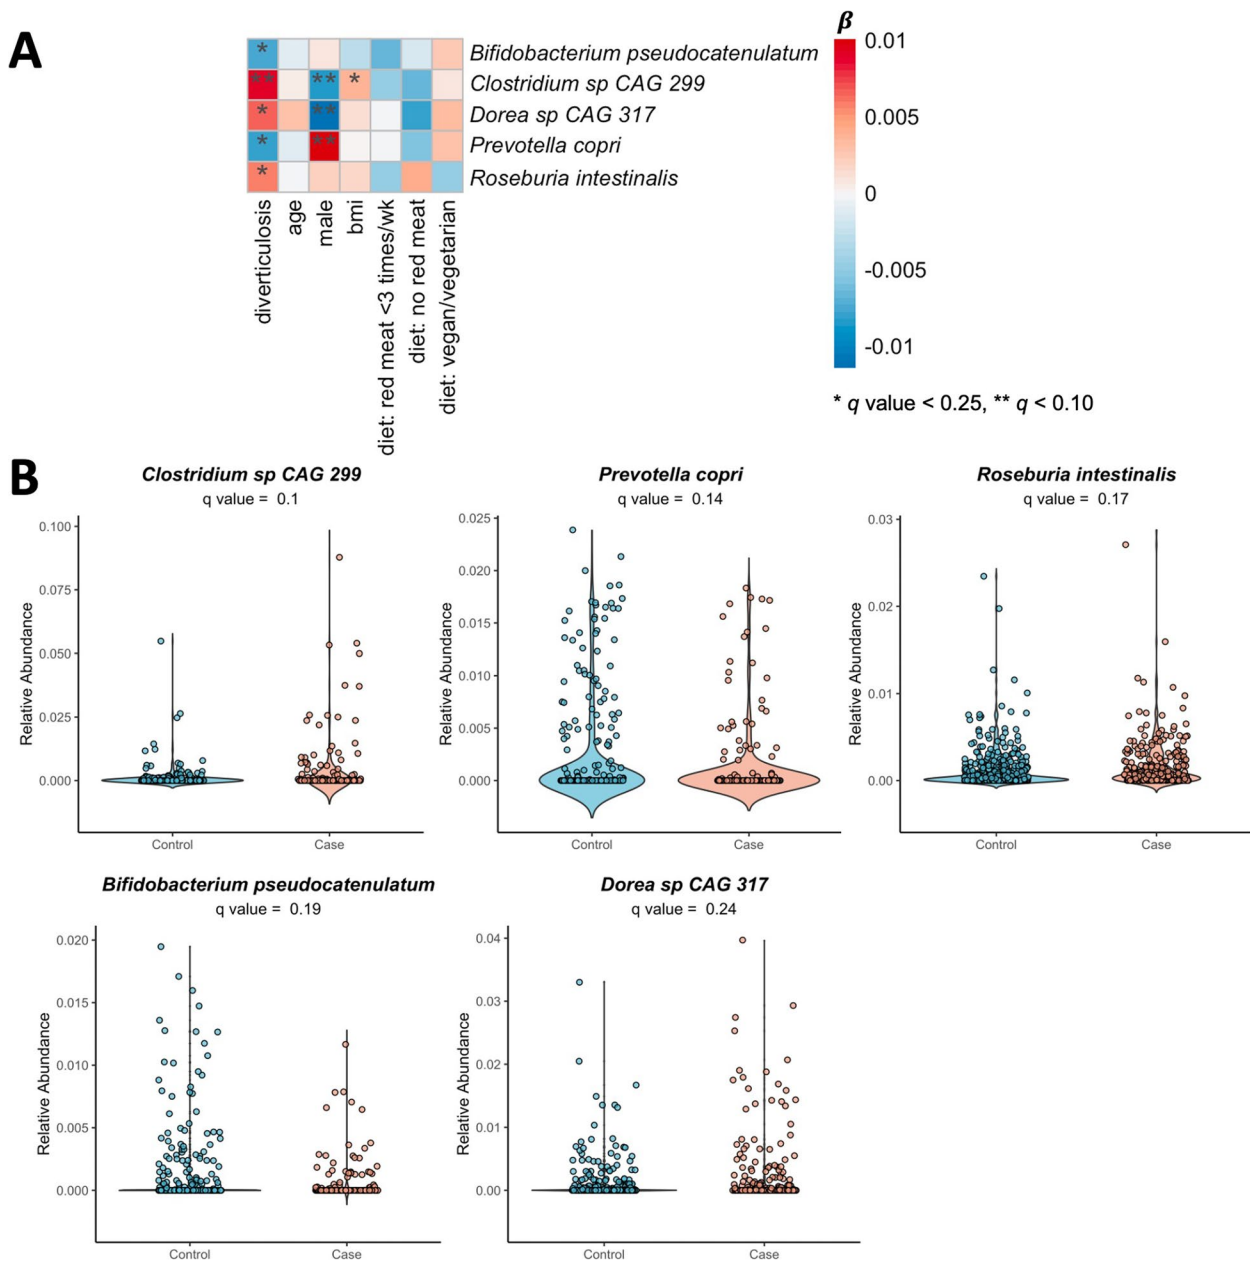 A
β
* Bifidobacterium pseudocatenulatum
** ** * Clostridium sp CAG 299
* ** Dorea sp CAG 317
* ** Prevotella copri
* Roseburia intestinalis
diverticulosis
age
male
bmi
diet: red meat <3 times/wk
diet: no red meat
diet: vegan/vegetarian
0.01
0.005
0
-0.005
-0.01
* q value < 0.25, ** q < 0.10
B
Clostridium sp CAG 299
q value = 0.1
Relative Abundance
0.100
0.075
0.050
0.025
0.000
Control Case
Prevotella copri
q value = 0.14
Relative Abundance
0.025
0.020
0.015
0.010
0.005
0.000
Control Case
Roseburia intestinalis
q value = 0.17
Relative Abundance
0.03
0.02
0.01
0.00
Control Case
Bifidobacterium pseudocatenulatum
q value = 0.19
Relative Abundance
0.020
0.015
0.010
0.005
0.000
Control Case
Dorea sp CAG 317
q value = 0.24
Relative Abundance
0.04
0.03
0.02
0.01
0.00
Control Case